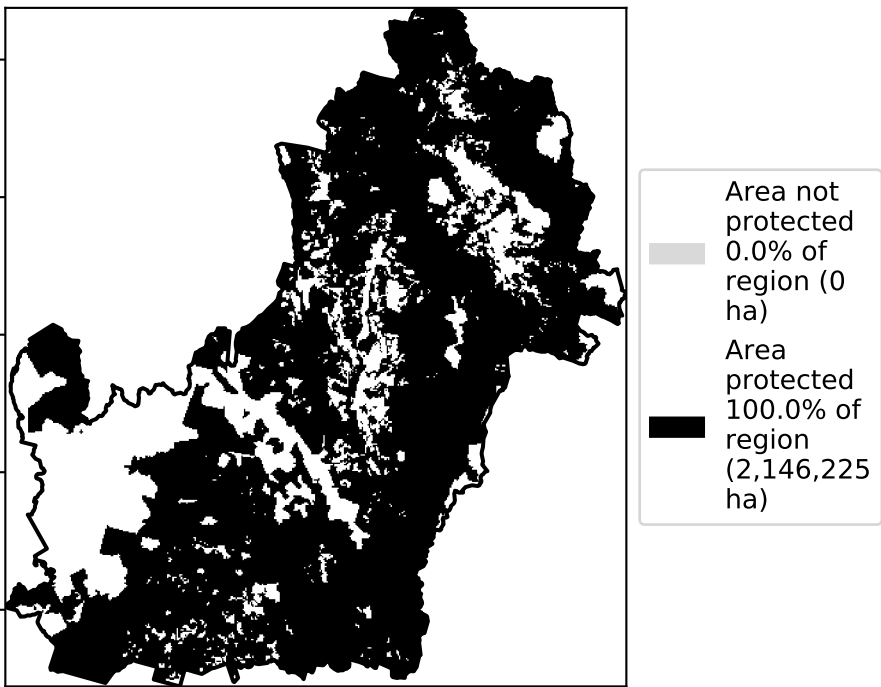 Area not
protected
0.0% of
region (0
ha)
Area
protected
100.0% of
region
(2,146,225
ha)